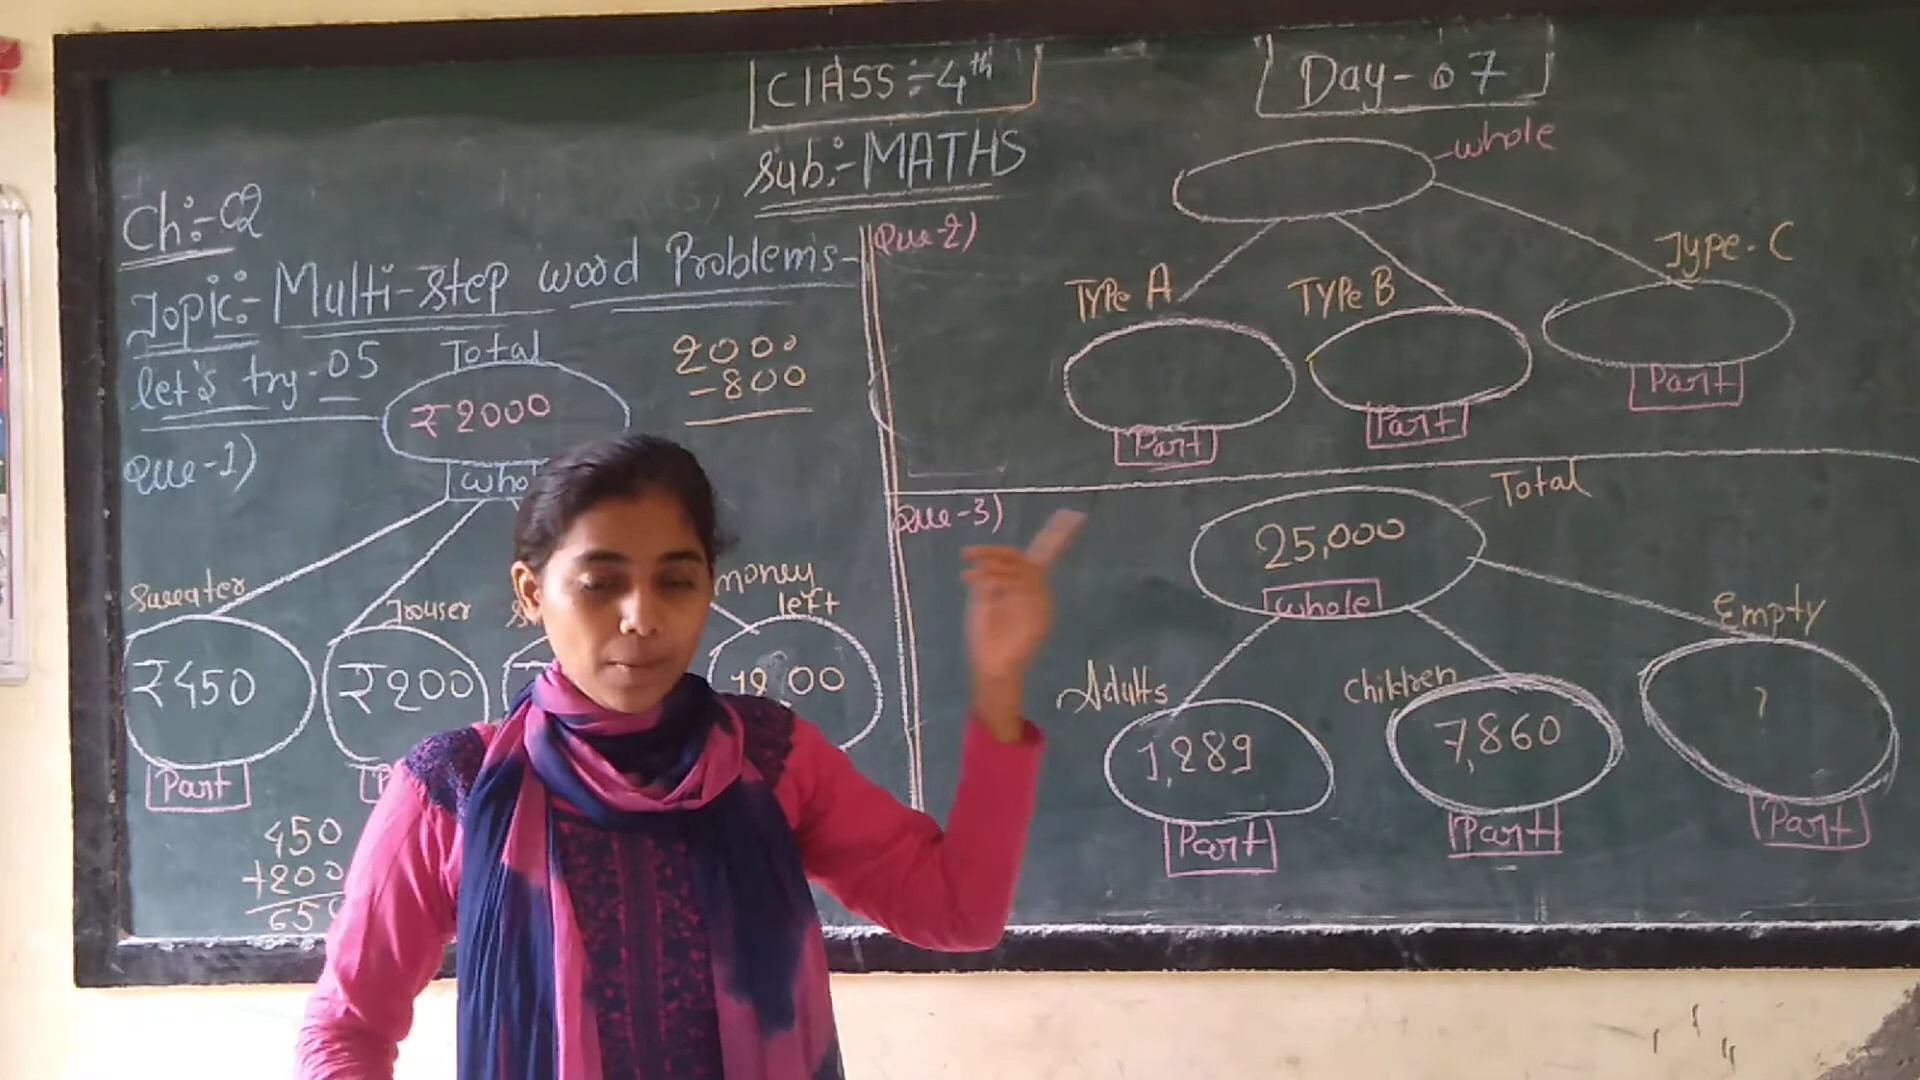 CLASS :- 4th
Day - 07
Sub:- MATHS
Ch:- 02
Topic:- Multi-step word Problems-
let's try - 05
Que-1)
Total
₹2000
2000
-800
Sweater
Trouser
money
left
₹450
₹200
1200
Part
450
+200
Que-2)
whole
Type A
Type B
Type-C
Part
Part
Part
Que-3)
Total
25,000
whole
Adults
Children
Empty
1,289
7,860
?
Part
Part
Part